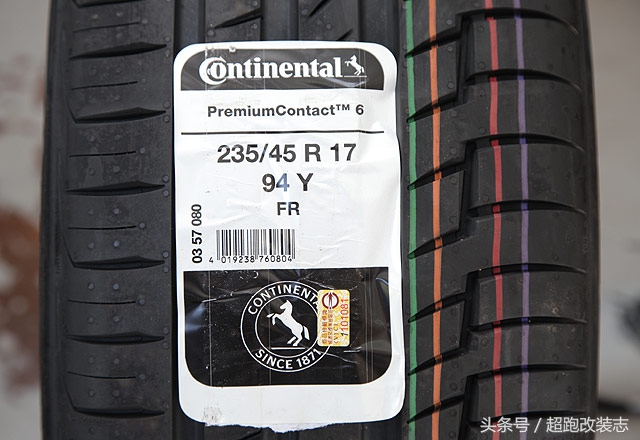 Continental
PremiumContact™ 6
235/45 R 17
94 Y
FR
03 57 080
4 019238 760804
CONTINENTAL
SINCE 1871
1101081
头条号 / 超跑改装志